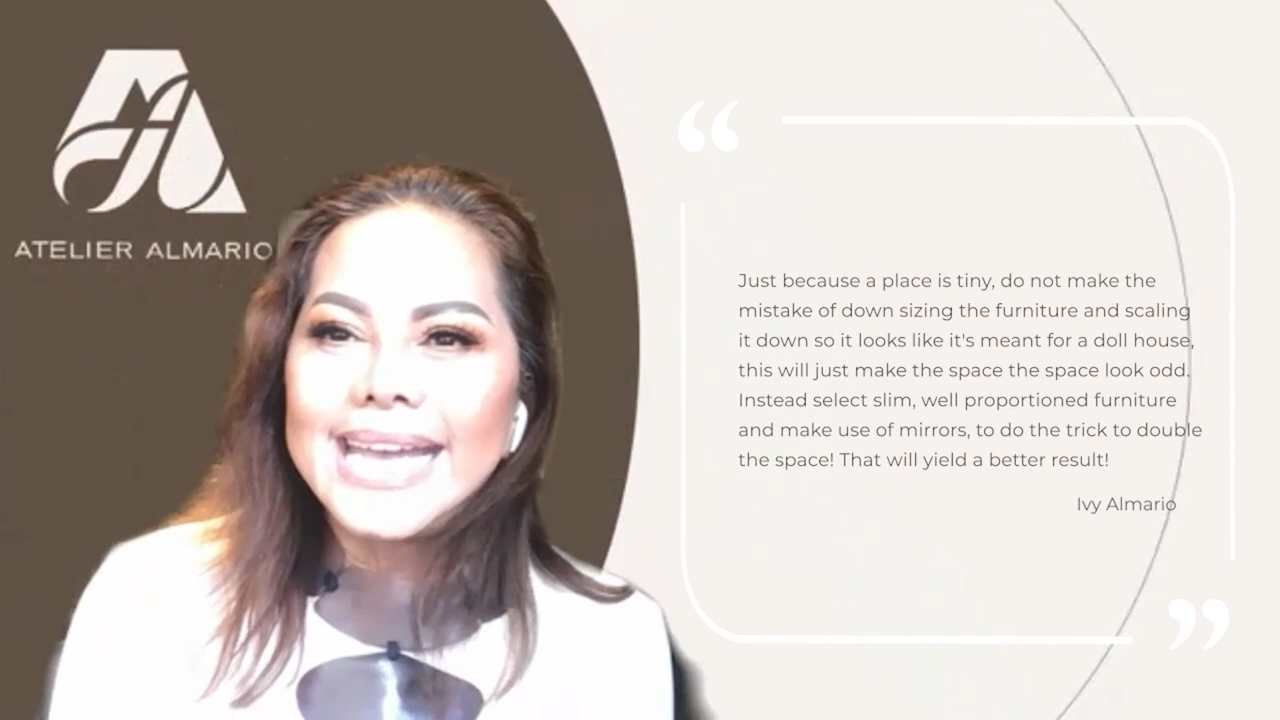 ATELIER ALMARIO
Just because a place is tiny, do not make the
mistake of down sizing the furniture and scaling
it down so it looks like it's meant for a doll house,
this will just make the space the space look odd.
Instead select slim, well proportioned furniture
and make use of mirrors, to do the trick to double
the space! That will yield a better result!
Ivy Almario